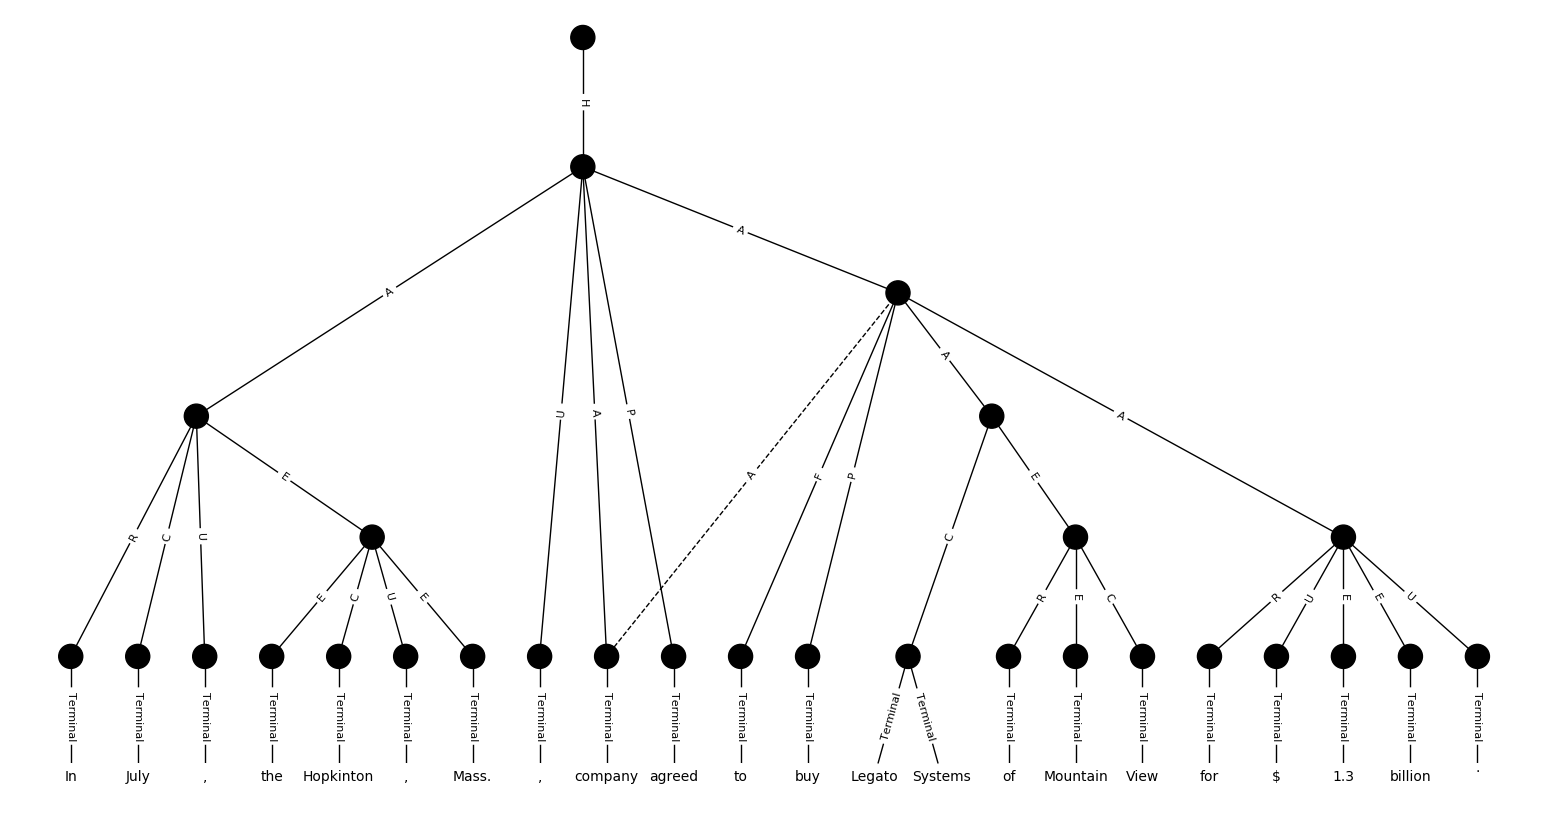 H
A
A
A
U
A
P
A
E
A
F
P
E
R
C
U
C
E
C
U
E
R
E
C
R
U
E
E
U
Terminal Terminal Terminal Terminal Terminal Terminal Terminal Terminal Terminal Terminal Terminal Terminal Terminal Terminal Terminal Terminal Terminal Terminal Terminal Terminal Terminal Terminal
In July , the Hopkinton , Mass. , company agreed to buy Legato Systems of Mountain View for $ 1.3 billion .